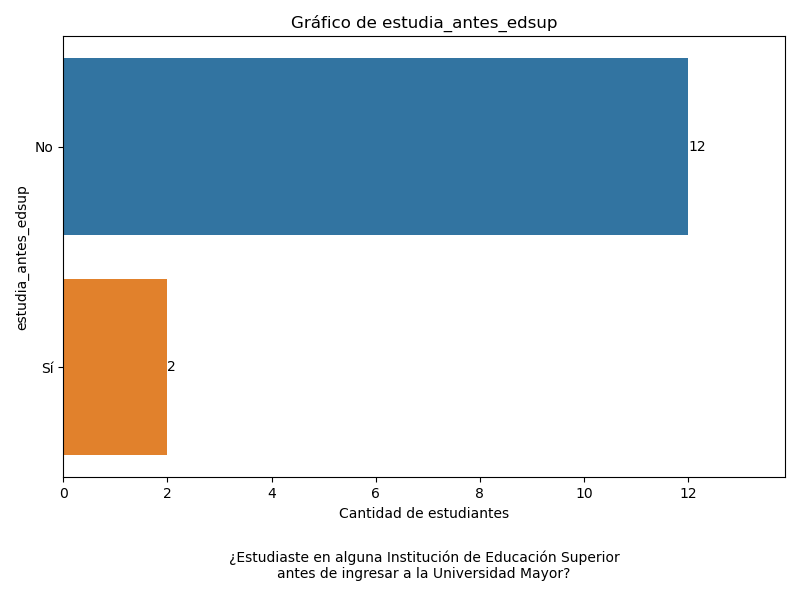 Gráfico de estudia_antes_edsup
No
12
estudia_antes_edsup
Sí
2
0 2 4 6 8 10 12
Cantidad de estudiantes
¿Estudiaste en alguna Institución de Educación Superior
antes de ingresar a la Universidad Mayor?